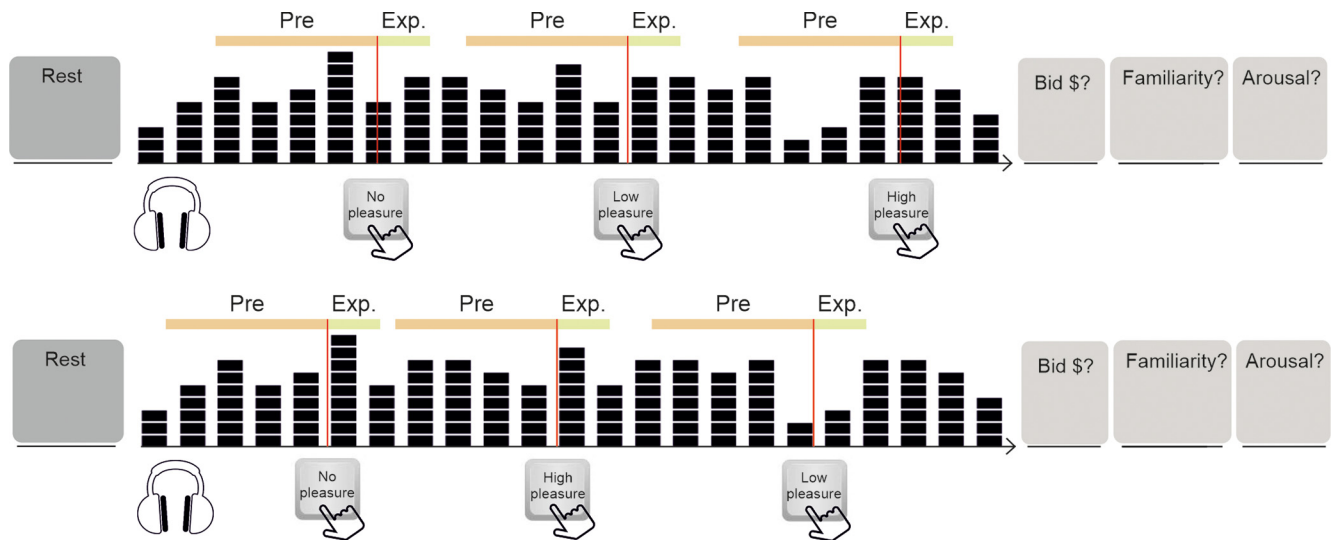 Pre Exp. Pre Exp. Pre Exp.
Rest
Bid $? Familiarity? Arousal?
No
pleasure
Low
pleasure
High
pleasure
Pre Exp. Pre Exp. Pre Exp.
Rest
Bid $? Familiarity? Arousal?
No
pleasure
High
pleasure
Low
pleasure